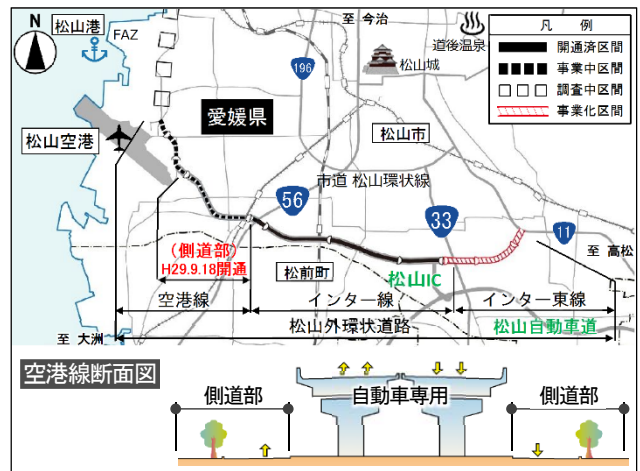 至 今治
松山港
FAZ
道後温泉
松山城
196
凡 例
開通済区間
事業中区間
調査中区間
事業化区間
愛媛県
松山市
松山空港
市道 松山環状線
56
33
11
至 高松
(側道部)
H29.9.18開通
松前町
松山IC
空港線
インター線
インター東線
至 大洲
松山外環状道路
松山自動車道
空港線断面図
側道部
自動車専用
側道部